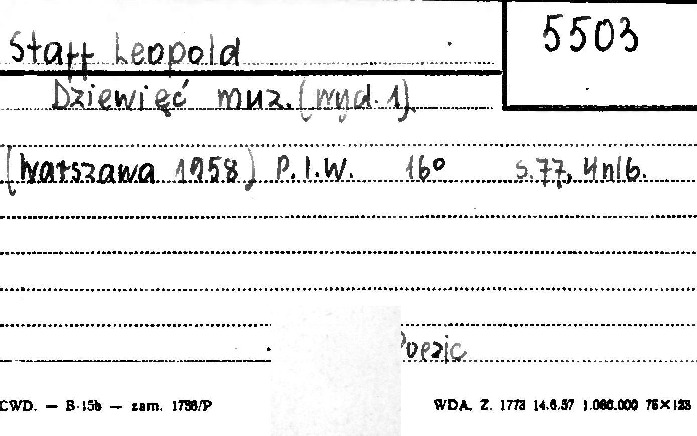 5503
Staff Leopold
Dziewięć muz. (wyd. 1)
(Warszawa 1958) P.I.W. 16° s.77, 4nlb.
Poezje
CWD. — B-15b — zam. 1736/P WDA. Z. 1773 14.6.57 1.000.000 75×123